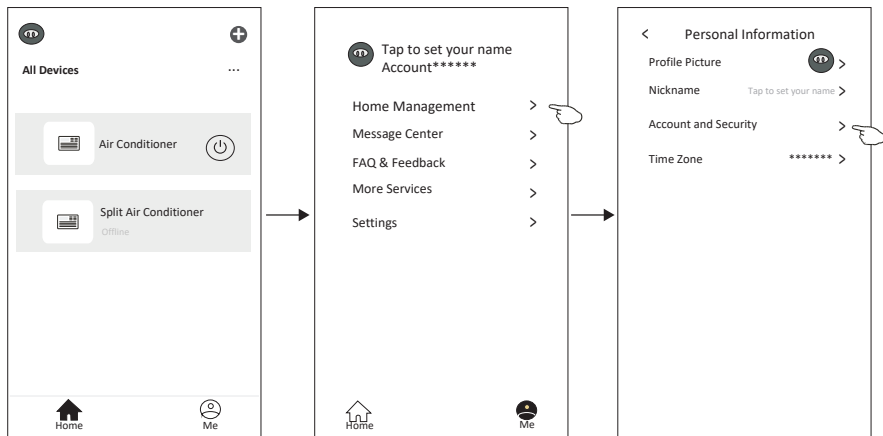 All Devices
...
Air Conditioner
Split Air Conditioner
Offline
Home
Me
Tap to set your name
Account******
Home Management >
Message Center >
FAQ & Feedback >
More Services >
Settings >
Home
Me
< Personal Information
Profile Picture >
Nickname Tap to set your name >
Account and Security >
Time Zone ******* >